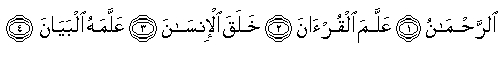 ٱلرَّحْمَـٰنُ ۝١ عَلَّمَ ٱلْقُرْءَانَ ۝٢ خَلَقَ ٱلْإِنسَـٰنَ ۝٣ عَلَّمَهُ ٱلْبَيَانَ ۝٤